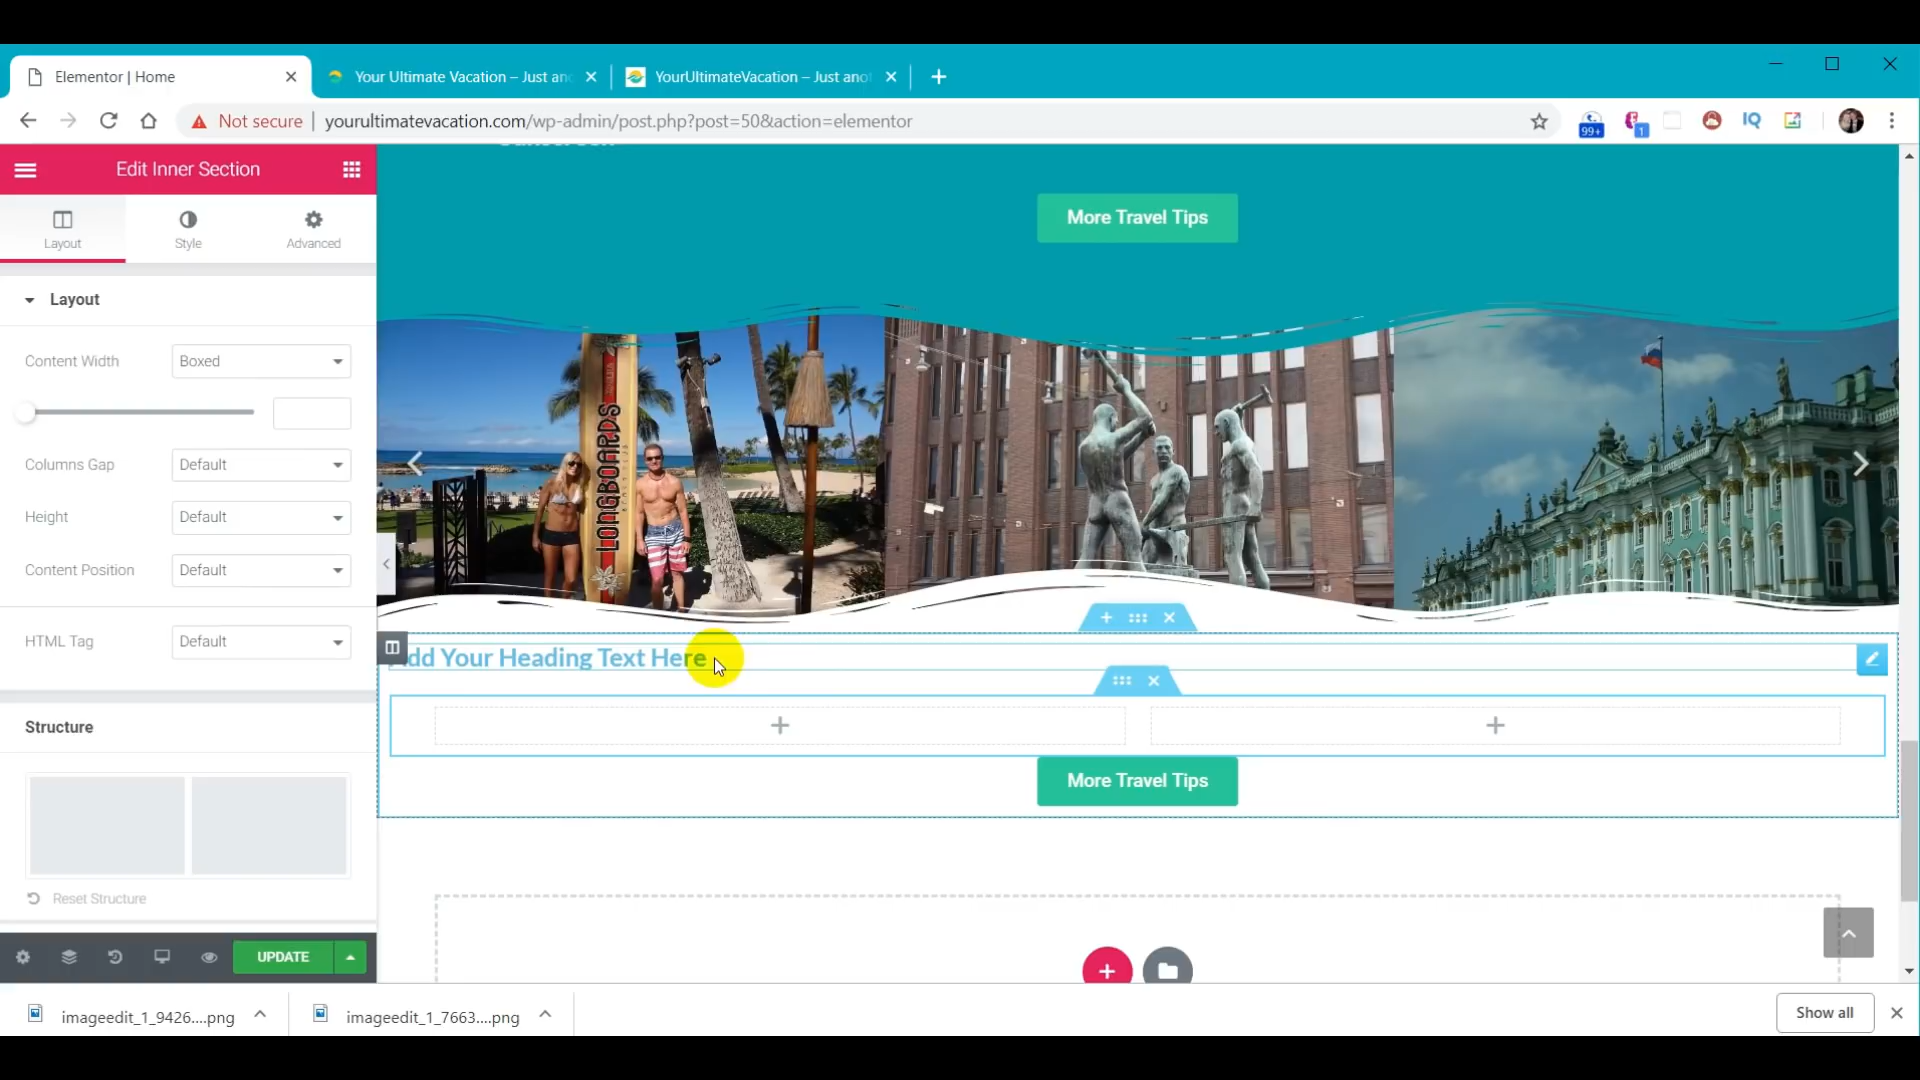 Elementor | Home
Your Ultimate Vacation – Just an
YourUltimateVacation – Just anot
Not secure
yourultimatevacation.com/wp-admin/post.php?post=50&action=elementor
99+
1
IQ
Edit Inner Section
Layout
Style
Advanced
Layout
Content Width
Boxed
Columns Gap
Default
Height
Default
Content Position
Default
HTML Tag
Default
Structure
Reset Structure
UPDATE
More Travel Tips
LONGBOARDS
dd Your Heading Text Here
More Travel Tips
imageedit_1_9426....png
imageedit_1_7663....png
Show all